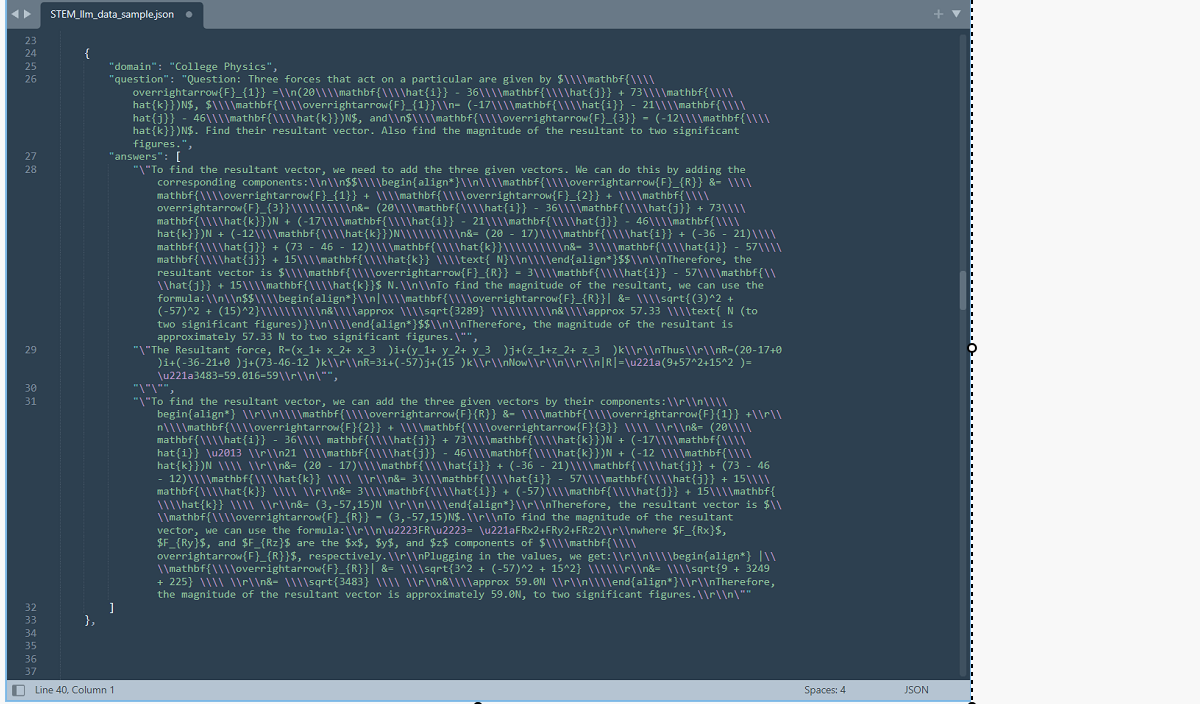 STEM_llm_data_sample.json
23
24 {
25 "domain": "College Physics",
26 "question": "Question: Three forces that act on a particular are given by $\\\\mathbf{\\\\
overrightarrow{F}_{1}} =\\n(20\\\\mathbf{\\\\hat{i}} - 36\\\\mathbf{\\\\hat{j}} + 73\\\\mathbf{\\\\
hat{k}})N$, $\\\\mathbf{\\\\overrightarrow{F}_{1}}\\n= (-17\\\\mathbf{\\\\hat{i}} - 21\\\\mathbf{\\\\
hat{j}} - 46\\\\mathbf{\\\\hat{k}})N$, and\\n$\\\\mathbf{\\\\overrightarrow{F}_{3}} = (-12\\\\mathbf{\\\\
hat{k}})N$. Find their resultant vector. Also find the magnitude of the resultant to two significant
figures.",
27 "answers": [
28 "\"To find the resultant vector, we need to add the three given vectors. We can do this by adding the
corresponding components:\\n\\n$$\\\\begin{align*}\\n\\\\mathbf{\\\\overrightarrow{F}_{R}} &= \\\\
mathbf{\\\\overrightarrow{F}_{1}} + \\\\mathbf{\\\\overrightarrow{F}_{2}} + \\\\mathbf{\\\\
overrightarrow{F}_{3}}\\\\\\\\\\n&= (20\\\\mathbf{\\\\hat{i}} - 36\\\\mathbf{\\\\hat{j}} + 73\\\\
mathbf{\\\\hat{k}})N + (-17\\\\mathbf{\\\\hat{i}} - 21\\\\mathbf{\\\\hat{j}} - 46\\\\mathbf{\\\\
hat{k}})N + (-12\\\\mathbf{\\\\hat{k}})N\\\\\\\\\\n&= (20 - 17)\\\\mathbf{\\\\hat{i}} + (-36 - 21)\\\\
mathbf{\\\\hat{j}} + (73 - 46 - 12)\\\\mathbf{\\\\hat{k}}\\\\\\\\\\n&= 3\\\\mathbf{\\\\hat{i}} - 57\\\\
mathbf{\\\\hat{j}} + 15\\\\mathbf{\\\\hat{k}} \\\\text{ N}\\n\\\\end{align*}$$\\n\\nTherefore, the
resultant vector is $\\\\mathbf{\\\\overrightarrow{F}_{R}} = 3\\\\mathbf{\\\\hat{i}} - 57\\\\mathbf{\\
\\hat{j}} + 15\\\\mathbf{\\\\hat{k}}$ N.\\n\\nTo find the magnitude of the resultant, we can use the
formula:\\n\\n$$\\\\begin{align*}\\n|\\\\mathbf{\\\\overrightarrow{F}_{R}}| &= \\\\sqrt{(3)^2 +
(-57)^2 + (15)^2}\\\\\\\\\\n&\\\\approx \\\\sqrt{3289} \\\\\\\\\\n&\\\\approx 57.33 \\\\text{ N (to
two significant figures)}\\n\\\\end{align*}$$\\n\\nTherefore, the magnitude of the resultant is
approximately 57.33 N to two significant figures.\"",
29 "\"The Resultant force, R=(x_1+ x_2+ x_3  )i+(y_1+ y_2+ y_3  )j+(z_1+z_2+ z_3  )k\\r\\nThus\\r\\nR=(20-17+0
)i+(-36-21+0 )j+(73-46-12 )k\\r\\nR=3i+(-57)j+(15 )k\\r\\nNow\\r\\n\\r\\n|R|=\u221a(9+57^2+15^2 )=
\u221a3483=59.016=59\\r\\n\"",
30 "\"\"",
31 "\"To find the resultant vector, we can add the three given vectors by their components:\\r\\n\\\\
begin{align*} \\r\\n\\\\mathbf{\\\\overrightarrow{F}{R}} &= \\\\mathbf{\\\\overrightarrow{F}{1}} +\\r\\
n\\\\mathbf{\\\\overrightarrow{F}{2}} + \\\\mathbf{\\\\overrightarrow{F}{3}} \\\\ \\r\\n&= (20\\\\
mathbf{\\\\hat{i}} - 36\\\\ mathbf{\\\\hat{j}} + 73\\\\mathbf{\\\\hat{k}})N + (-17\\\\mathbf{\\\\
hat{i}} \u2013 \\r\\n21 \\\\mathbf{\\\\hat{j}} - 46\\\\mathbf{\\\\hat{k}})N + (-12 \\\\mathbf{\\\\
hat{k}})N \\\\ \\r\\n&= (20 - 17)\\\\mathbf{\\\\hat{i}} + (-36 - 21)\\\\mathbf{\\\\hat{j}} + (73 - 46
- 12)\\\\mathbf{\\\\hat{k}} \\\\ \\r\\n&= 3\\\\mathbf{\\\\hat{i}} - 57\\\\mathbf{\\\\hat{j}} + 15\\\\
mathbf{\\\\hat{k}} \\\\ \\r\\n&= 3\\\\mathbf{\\\\hat{i}} + (-57)\\\\mathbf{\\\\hat{j}} + 15\\\\mathbf{
\\\\hat{k}} \\\\ \\r\\n&= (3,-57,15)N \\r\\n\\\\end{align*}\\r\\nTherefore, the resultant vector is $\\
\\mathbf{\\\\overrightarrow{F}_{R}} = (3,-57,15)N$.\\r\\nTo find the magnitude of the resultant
vector, we can use the formula:\\r\\n\u2223FR\u2223= \u221aFRx2+FRy2+FRz2\\r\\nwhere $F_{Rx}$,
$F_{Ry}$, and $F_{Rz}$ are the $x$, $y$, and $z$ components of $\\\\mathbf{\\\\
overrightarrow{F}_{R}}$, respectively.\\r\\nPlugging in the values, we get:\\r\\n\\\\begin{align*} |\\
\\mathbf{\\\\overrightarrow{F}_{R}}| &= \\\\sqrt{3^2 + (-57)^2 + 15^2} \\\\\\r\\n&= \\\\sqrt{9 + 3249
+ 225} \\\\ \\r\\n&= \\\\sqrt{3483} \\\\ \\r\\n&\\\\approx 59.0N \\r\\n\\\\end{align*}\\r\\nTherefore,
the magnitude of the resultant vector is approximately 59.0N, to two significant figures.\\r\\n\""
32 ]
33 },
34
35
36
37
Line 40, Column 1 Spaces: 4 JSON